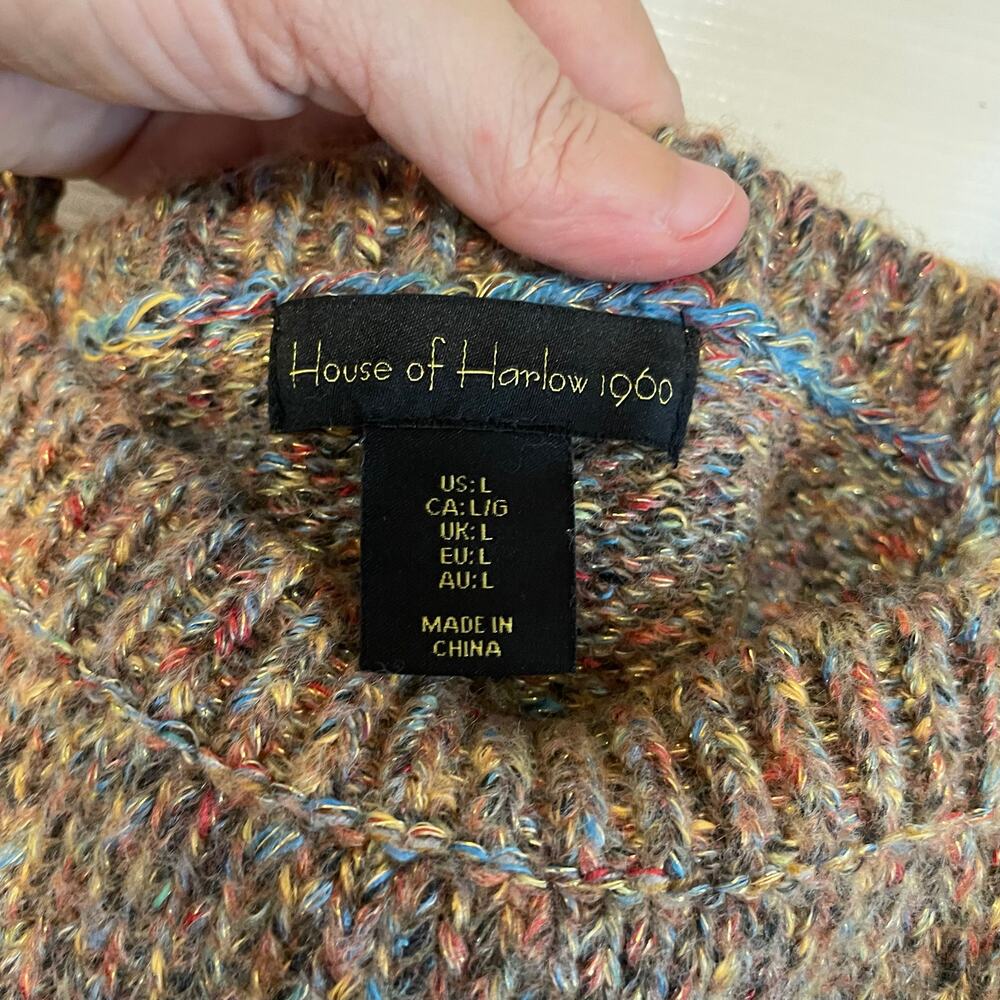 House of Harlow 1960
US: L
CA: L/G
UK: L
EU: L
AU: L
MADE IN
CHINA